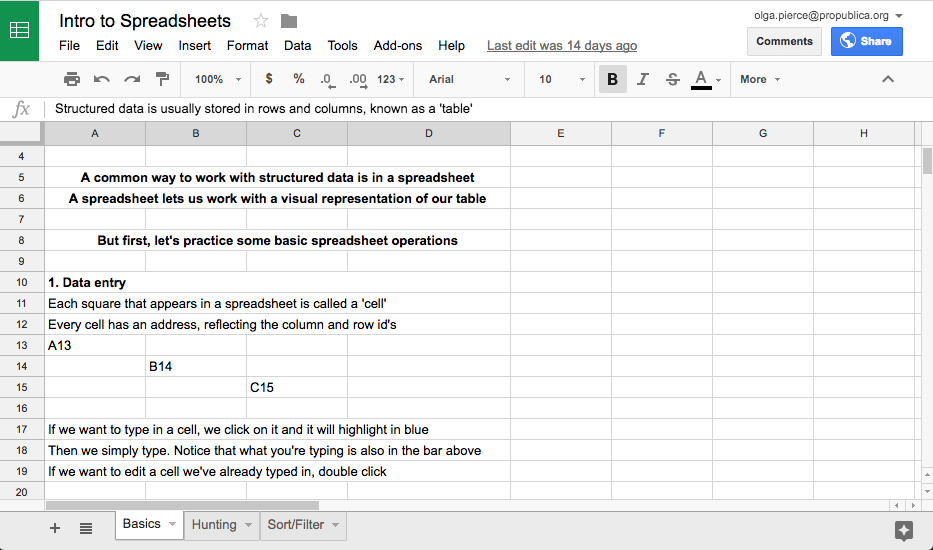 Intro to Spreadsheets
olga.pierce@propublica.org
File Edit View Insert Format Data Tools Add-ons Help Last edit was 14 days ago
Comments Share
100% $ % .0 .00 123 Arial 10 B I S A More
fx Structured data is usually stored in rows and columns, known as a 'table'
A B C D E F G H
4
5 A common way to work with structured data is in a spreadsheet
6 A spreadsheet lets us work with a visual representation of our table
7
8 But first, let's practice some basic spreadsheet operations
9
10 1. Data entry
11 Each square that appears in a spreadsheet is called a 'cell'
12 Every cell has an address, reflecting the column and row id's
13 A13
14 B14
15 C15
16
17 If we want to type in a cell, we click on it and it will highlight in blue
18 Then we simply type. Notice that what you're typing is also in the bar above
19 If we want to edit a cell we've already typed in, double click
20
+ Basics Hunting Sort/Filter